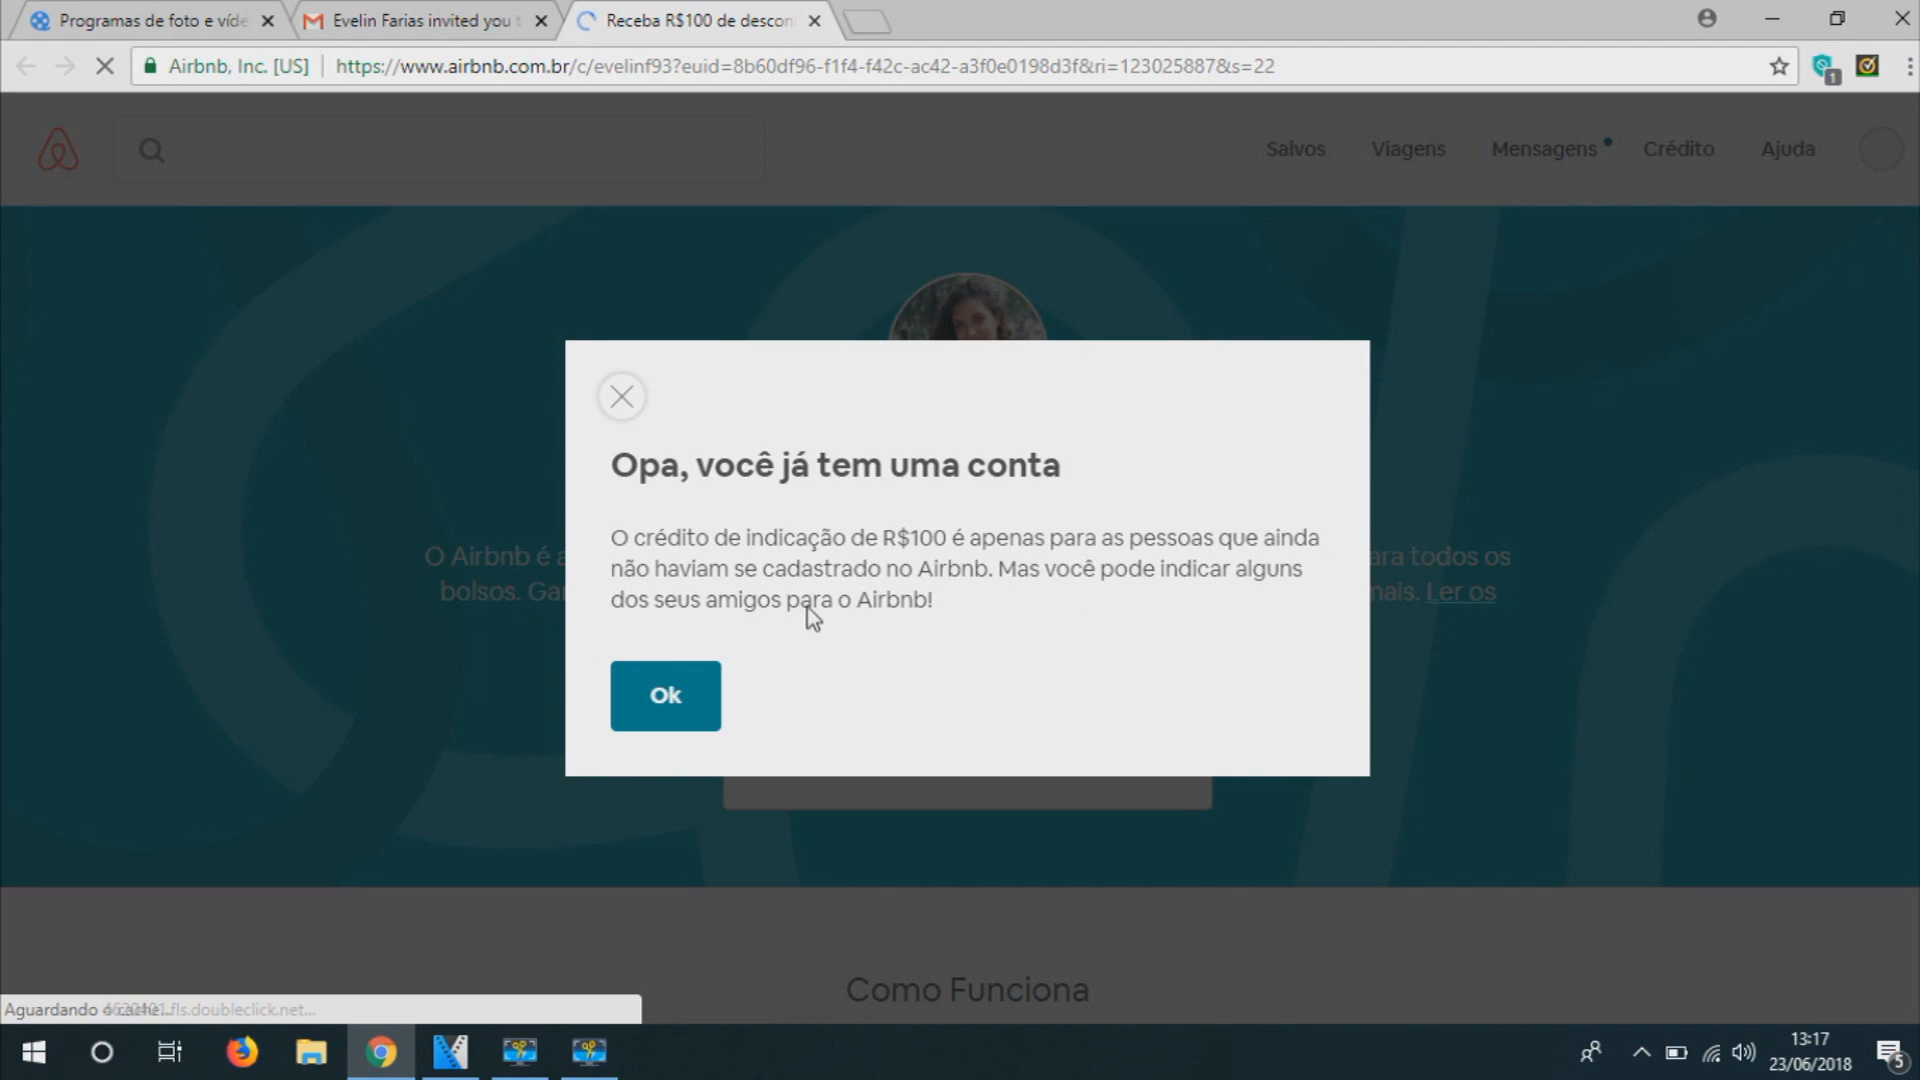 Programas de foto e víde
Evelin Farias invited you t
Receba R$100 de descon
Airbnb, Inc. [US]
https://www.airbnb.com.br/c/evelinf93?euid=8b60df96-f1f4-f42c-ac42-a3f0e0198d3f&ri=123025887&s=22
1
Salvos
Viagens
Mensagens
Crédito
Ajuda
Opa, você já tem uma conta
O crédito de indicação de R$100 é apenas para as pessoas que ainda
não haviam se cadastrado no Airbnb. Mas você pode indicar alguns
dos seus amigos para o Airbnb!
Ok
O Airbnb é a
ara todos os
bolsos. Ga
mais. Ler os
Como Funciona
Aguardando
.fls.doubleclick.net...
13:17
23/06/2018
5